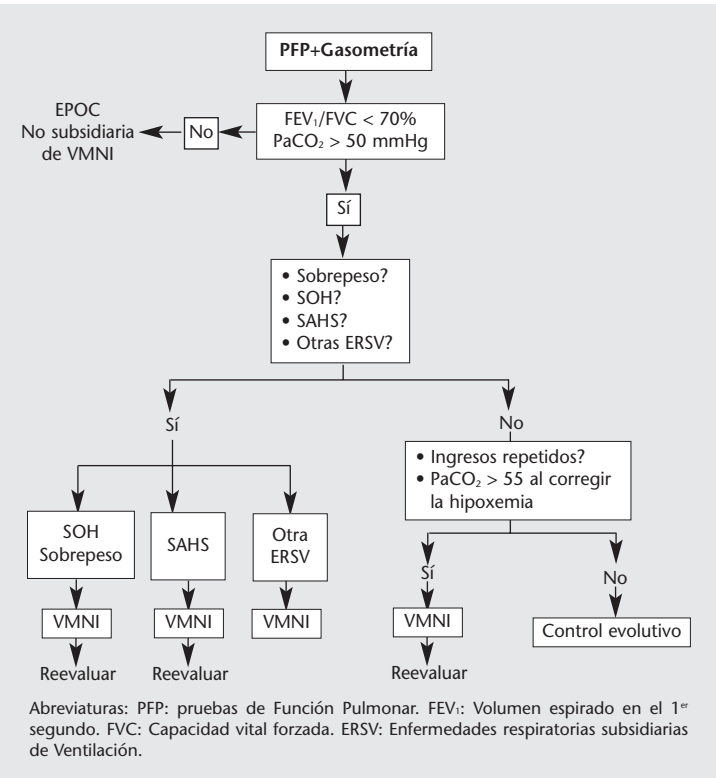 PFP+Gasometría
FEV₁/FVC < 70%
PaCO₂ > 50 mmHg
No
EPOC
No subsidiaria
de VMNI
Sí
• Sobrepeso?
• SOH?
• SAHS?
• Otras ERSV?
Sí
No
• Ingresos repetidos?
• PaCO₂ > 55 al corregir
la hipoxemia
SOH
Sobrepeso
SAHS
Otra
ERSV
Sí
No
VMNI
VMNI
VMNI
VMNI
Control evolutivo
Reevaluar
Reevaluar
Reevaluar
Abreviaturas: PFP: pruebas de Función Pulmonar. FEV₁: Volumen espirado en el 1er
segundo. FVC: Capacidad vital forzada. ERSV: Enfermedades respiratorias subsidiarias
de Ventilación.